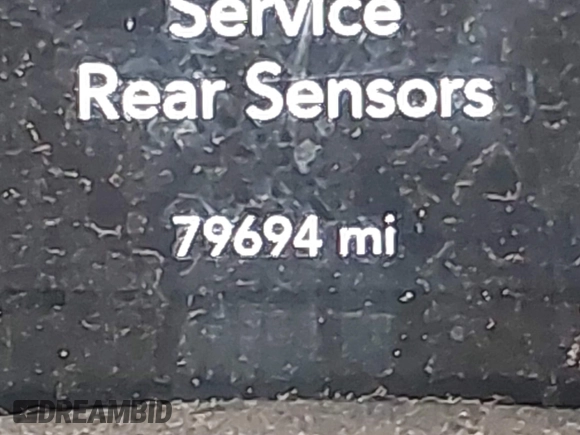 Service
Rear Sensors
79694 mi
DREAMBID